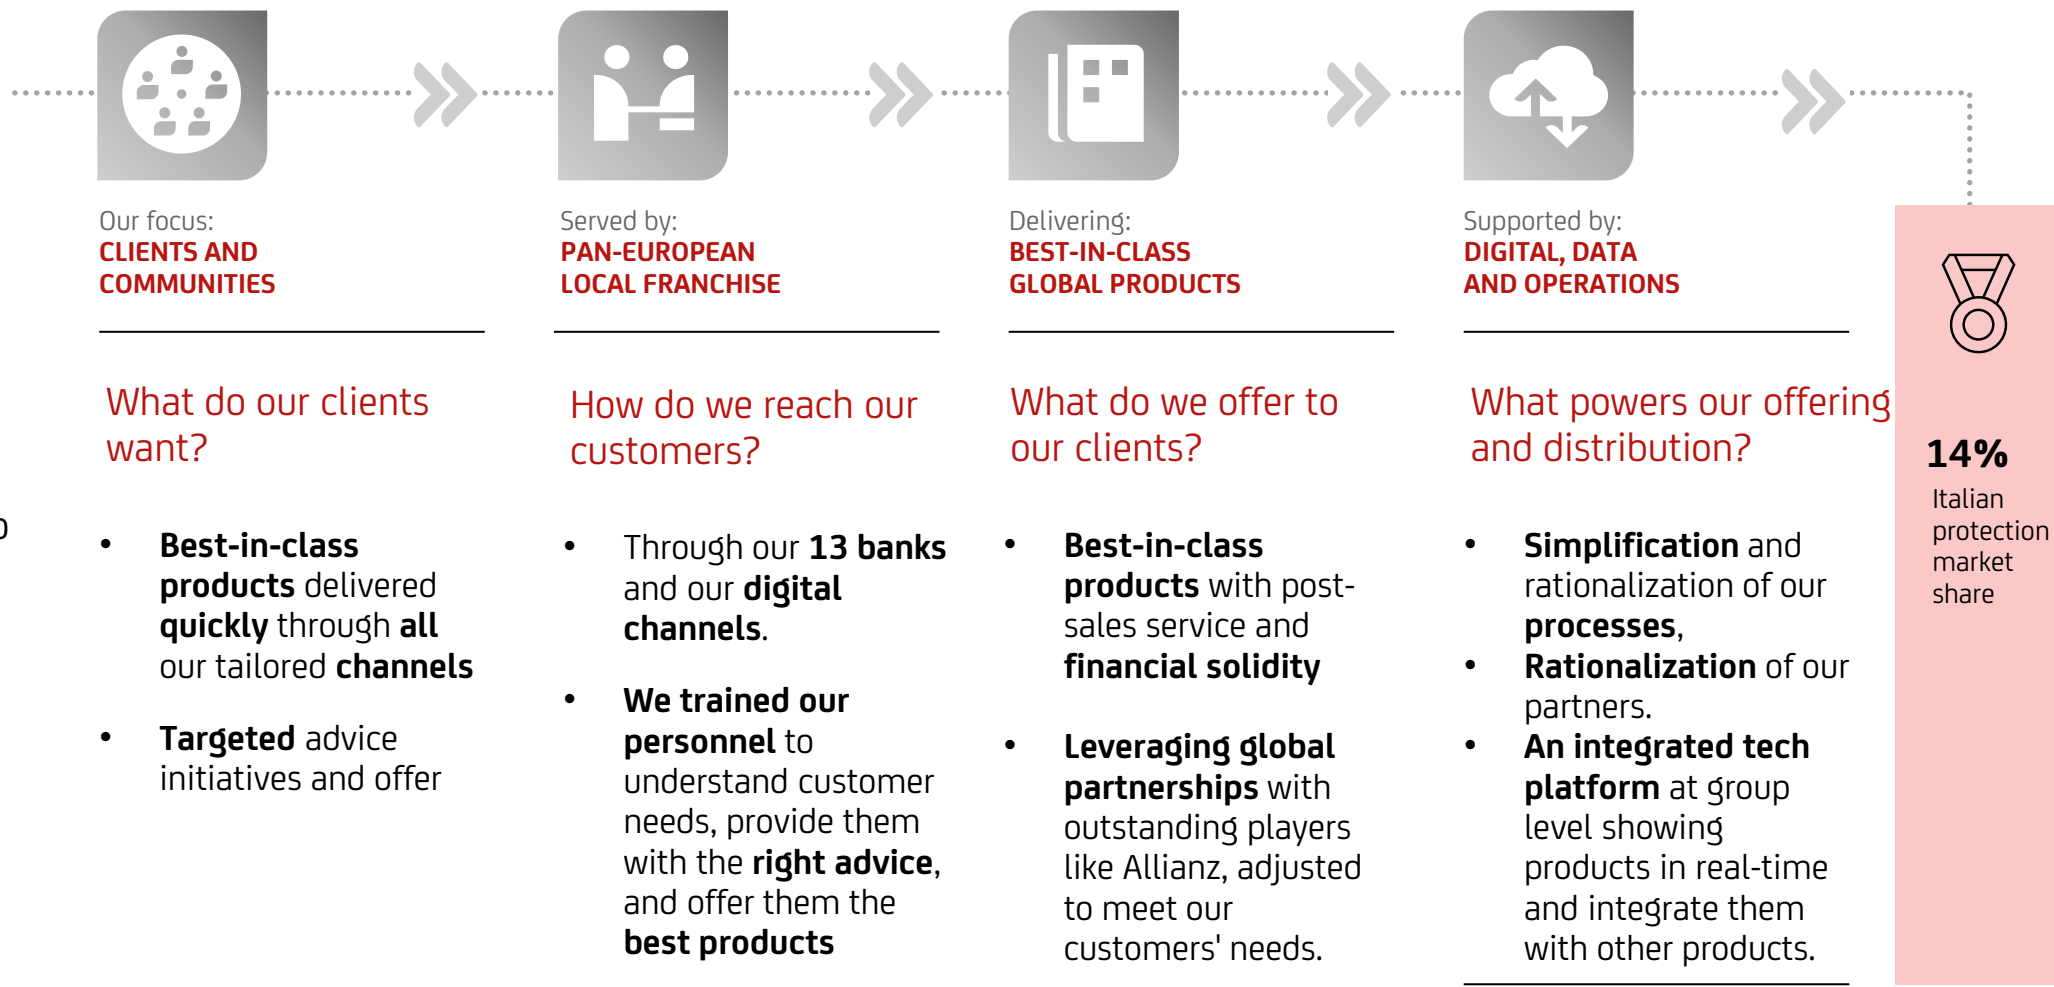 Our focus:
CLIENTS AND
COMMUNITIES
What do our clients
want?
• Best-in-class
products delivered
quickly through all
our tailored channels
• Targeted advice
initiatives and offer
Served by:
PAN-EUROPEAN
LOCAL FRANCHISE
How do we reach our
customers?
• Through our 13 banks
and our digital
channels.
• We trained our
personnel to
understand customer
needs, provide them
with the right advice,
and offer them the
best products
Delivering:
BEST-IN-CLASS
GLOBAL PRODUCTS
What do we offer to
our clients?
• Best-in-class
products with post-
sales service and
financial solidity
• Leveraging global
partnerships with
outstanding players
like Allianz, adjusted
to meet our
customers' needs.
Supported by:
DIGITAL, DATA
AND OPERATIONS
What powers our offering
and distribution?
• Simplification and
rationalization of our
processes,
• Rationalization of our
partners.
• An integrated tech
platform at group
level showing
products in real-time
and integrate them
with other products.
14%
Italian
protection
market
share